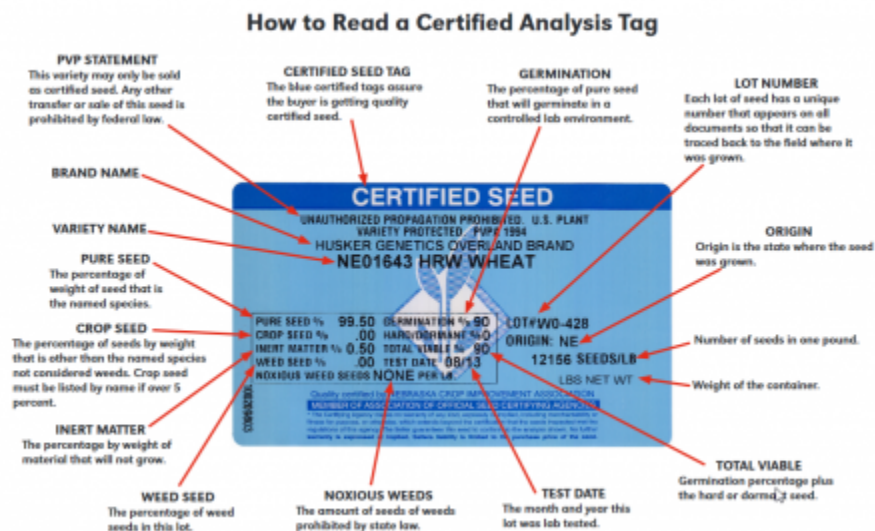 How to Read a Certified Analysis Tag
PVP STATEMENT
This variety may only be sold
as certified seed. Any other
transfer or sale of this seed is
prohibited by federal law.
CERTIFIED SEED TAG
The blue certified tags assure
the buyer is getting quality
certified seed.
GERMINATION
The percentage of pure seed
that will germinate in a
controlled lab environment.
LOT NUMBER
Each lot of seed has a unique
number that appears on all
documents so that it can be
traced back to the field where it
was grown.
BRAND NAME
VARIETY NAME
PURE SEED
The percentage of
weight of seed that is
the named species.
CROP SEED
The percentage of seeds by weight
that is other than the named species
not considered weeds. Crop seed
must be listed by name if over 5
percent.
INERT MATTER
The percentage by weight of
material that will not grow.
WEED SEED
The percentage of weed
seeds in this lot.
NOXIOUS WEEDS
The amount of seeds of weeds
prohibited by state law.
TEST DATE
The month and year this
lot was lab tested.
TOTAL VIABLE
Germination percentage plus
the hard or dormant seed.
Weight of the container.
Number of seeds in one pound.
ORIGIN
Origin is the state where the seed
was grown.
CERTIFIED SEED
UNAUTHORIZED PROPAGATION PROHIBITED. U.S. PLANT
VARIETY PROTECTED PVPA 1994
HUSKER GENETICS OVERLAND BRAND
NE01643 HRW WHEAT
PURE SEED % 99.50 GERMINATION % 90
CROP SEED % .00 HARD/DORMANT % 0
INERT MATTER % 0.50 TOTAL VIABLE % 90
WEED SEED % .00 TEST DATE 08/13
NOXIOUS WEED SEEDS NONE PER LB.
LOT# W0-428
ORIGIN: NE
12156 SEEDS/LB
LBS NET WT
Quality certified by NEBRASKA CROP IMPROVEMENT ASSOCIATION
MEMBER OF ASSOCIATION OF OFFICIAL SEED CERTIFYING AGENCIES